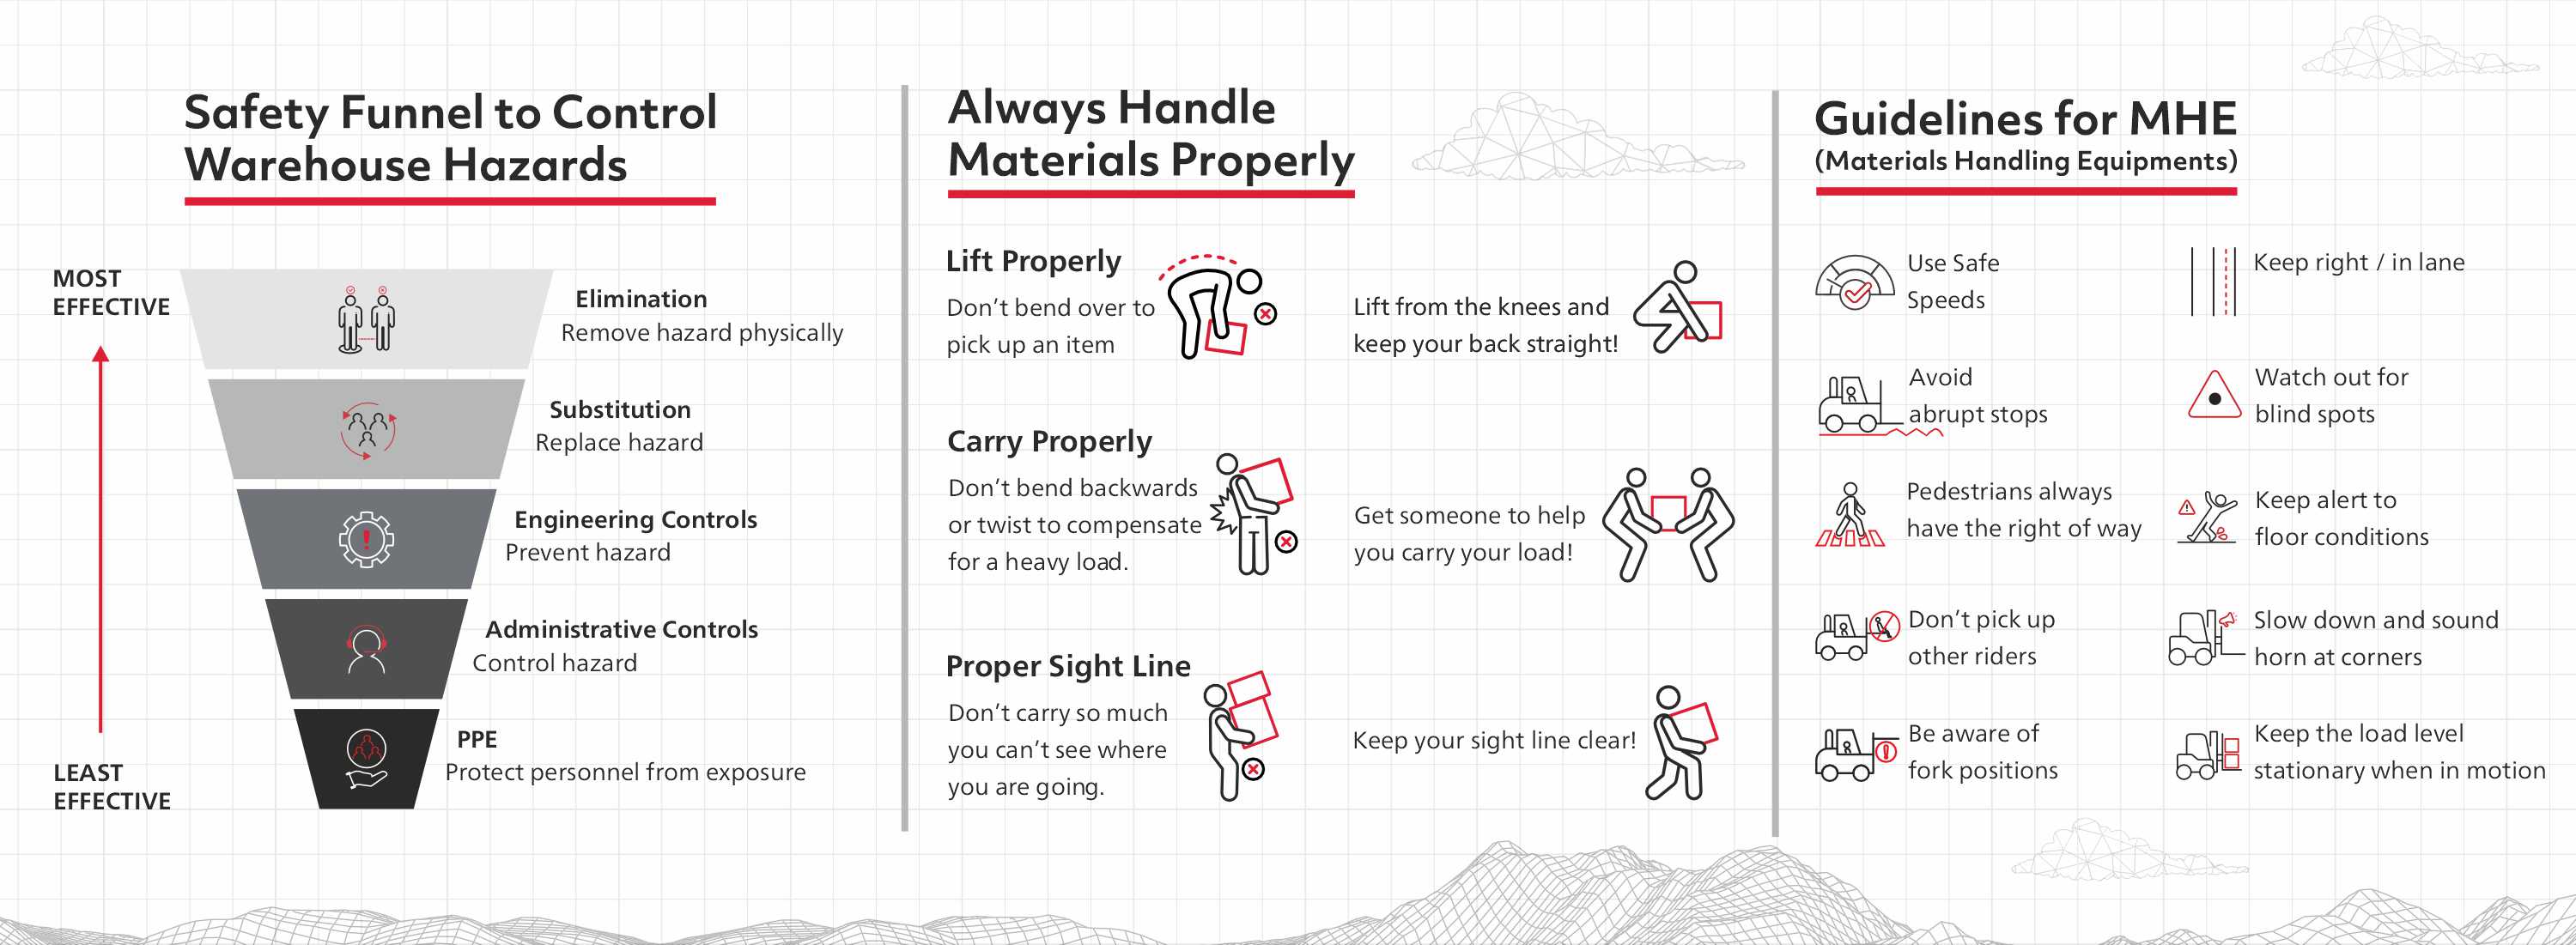 Safety Funnel to Control
Warehouse Hazards
MOST
EFFECTIVE
Elimination
Remove hazard physically
Substitution
Replace hazard
Engineering Controls
Prevent hazard
Administrative Controls
Control hazard
PPE
Protect personnel from exposure
LEAST
EFFECTIVE
Always Handle
Materials Properly
Lift Properly
Don't bend over to
pick up an item
Lift from the knees and
keep your back straight!
Carry Properly
Don't bend backwards
or twist to compensate
for a heavy load.
Get someone to help
you carry your load!
Proper Sight Line
Don't carry so much
you can't see where
you are going.
Keep your sight line clear!
Guidelines for MHE
(Materials Handling Equipments)
Use Safe
Speeds
Keep right / in lane
Avoid
abrupt stops
Watch out for
blind spots
Pedestrians always
have the right of way
Keep alert to
floor conditions
Don't pick up
other riders
Slow down and sound
horn at corners
Be aware of
fork positions
Keep the load level
stationary when in motion